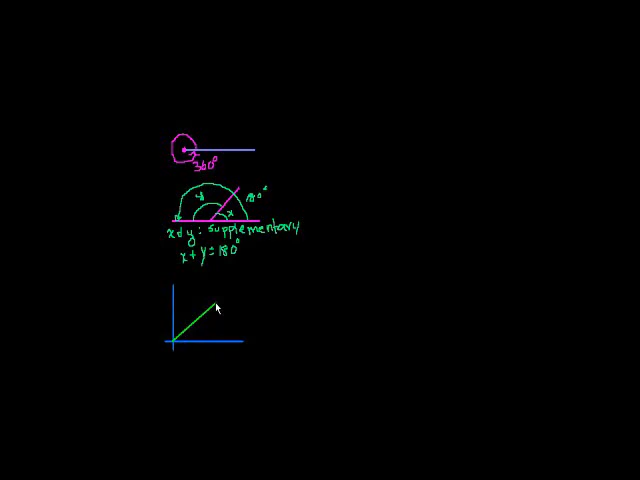 360°
y 180°
x
x+y: supplementary
x + y = 180°